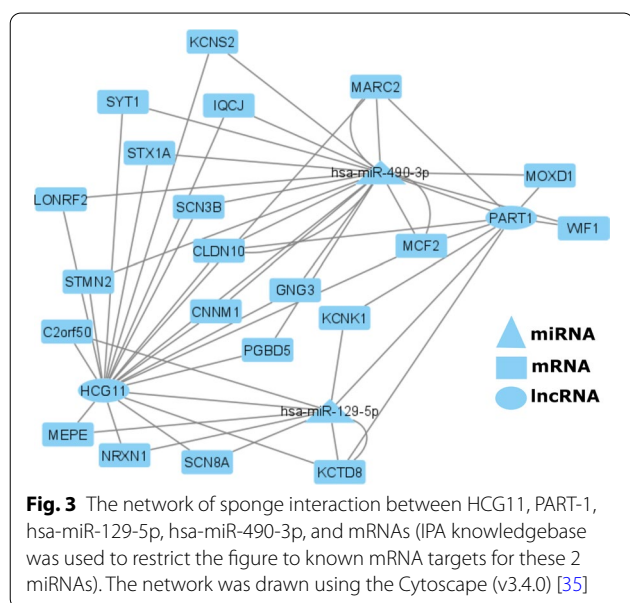 KCNS2
MARC2
SYT1
IQCJ
STX1A
hsa-miR-490-3p
MOXD1
LONRF2
SCN3B
PART1
WIF1
CLDN10
MCF2
STMN2
GNG3
C2orf50
CNNM1
KCNK1
miRNA
PGBD5
mRNA
HCG11
lncRNA
hsa-miR-129-5p
MEPE
NRXN1
SCN8A
KCTD8
Fig. 3 The network of sponge interaction between HCG11, PART-1,
hsa-miR-129-5p, hsa-miR-490-3p, and mRNAs (IPA knowledgebase
was used to restrict the figure to known mRNA targets for these 2
miRNAs). The network was drawn using the Cytoscape (v3.4.0) [35]